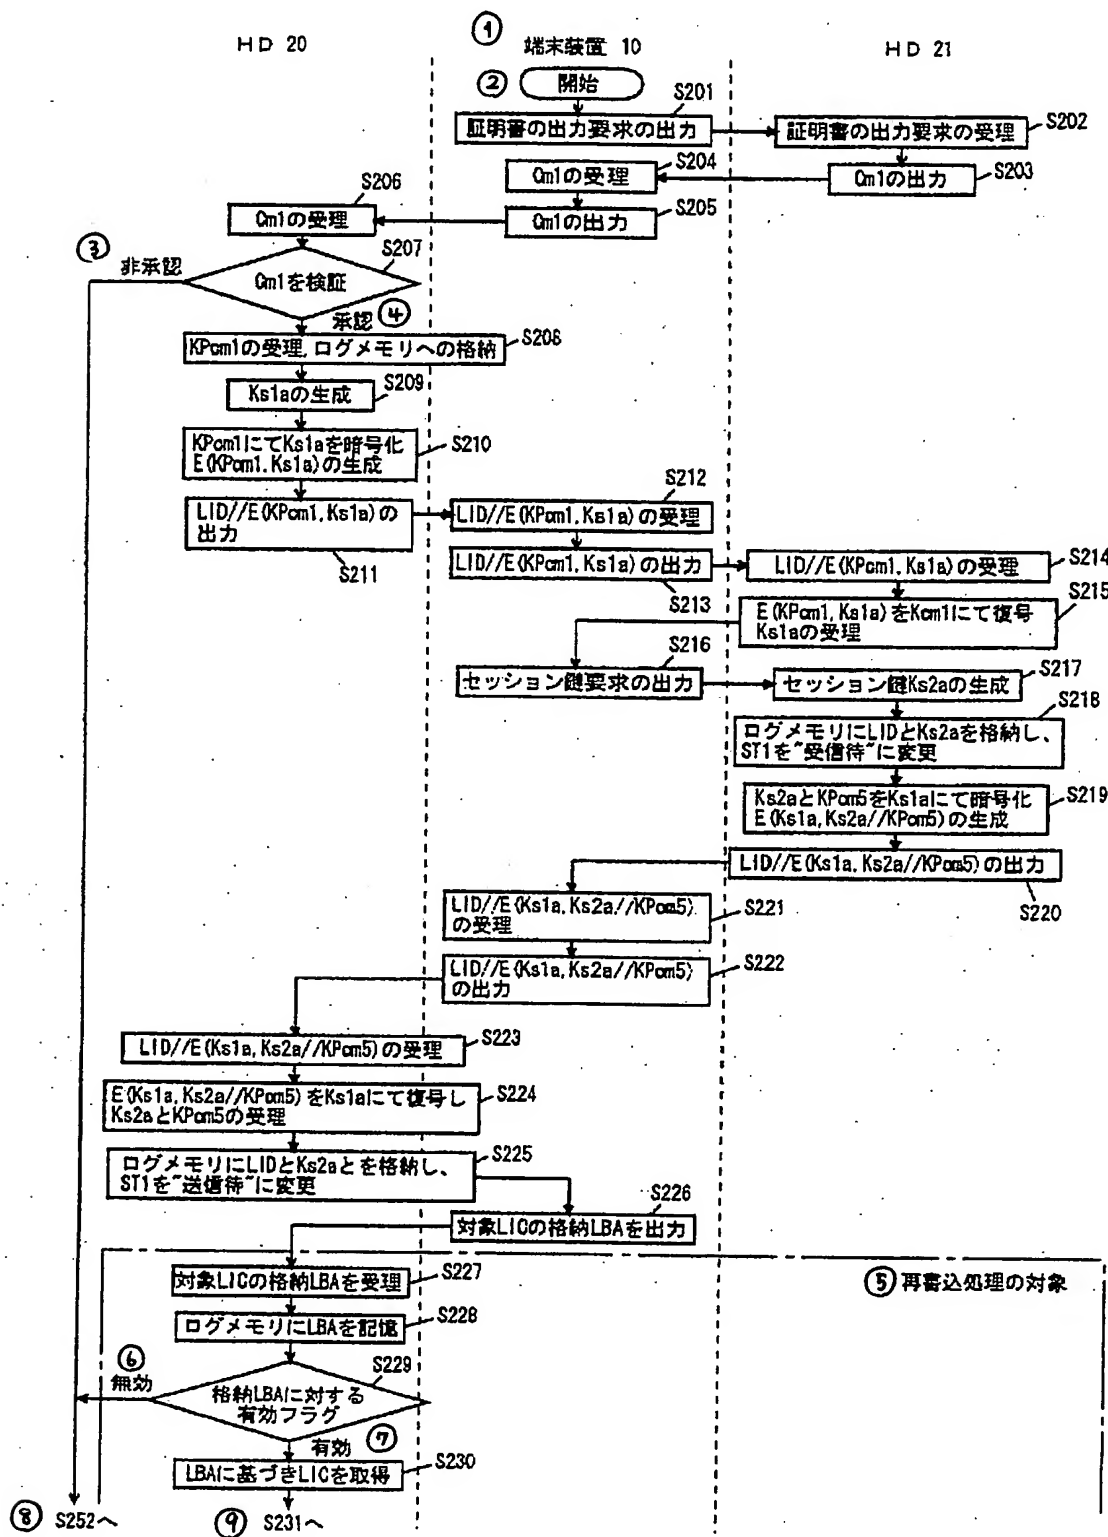 HD 20
① 端末装置 10
HD 21
② 開始
S201
証明書の出力要求の出力
S202
証明書の出力要求の受理
S203
Cm1の出力
S204
Cm1の受理
S205
Cm1の出力
S206
Cm1の受理
S207
③ 非承認
Cm1を検証
承認 ④
S208
KPcm1の受理,ログメモリへの格納
S209
Ks1aの生成
KPcm1にてKs1aを暗号化
E(KPcm1,Ks1a)の生成
S210
LID//E(KPcm1,Ks1a)の
出力
S211
S212
LID//E(KPcm1,Ks1a)の受理
LID//E(KPcm1,Ks1a)の出力
S213
LID//E(KPcm1,Ks1a)の受理
S214
S215
E(KPcm1,Ks1a)をKcm1にて復号
Ks1aの受理
S216
セッション鍵要求の出力
S217
セッション鍵Ks2aの生成
S218
ログメモリにLIDとKs2aを格納し、
ST1を"受信待"に変更
Ks2aとKPcm5をKs1aにて暗号化
E(Ks1a,Ks2a//KPcm5)の生成
S219
LID//E(Ks1a,Ks2a//KPcm5)の出力
S220
LID//E(Ks1a,Ks2a//KPcm5)
の受理
S221
LID//E(Ks1a,Ks2a//KPcm5)
の出力
S222
LID//E(Ks1a,Ks2a//KPcm5)の受理
S223
E(Ks1a,Ks2a//KPcm5)をKs1aにて復号し
Ks2aとKPcm5の受理
S224
ログメモリにLIDとKs2aとを格納し、
ST1を"送信待"に変更
S225
S226
対象LICの格納LBAを出力
対象LICの格納LBAを受理
S227
⑤ 再書込処理の対象
ログメモリにLBAを記憶
S228
⑥
無効
S229
格納LBAに対する
有効フラグ
有効 ⑦
LBAに基づきLICを取得
S230
⑧ S252へ
⑨ S231へ